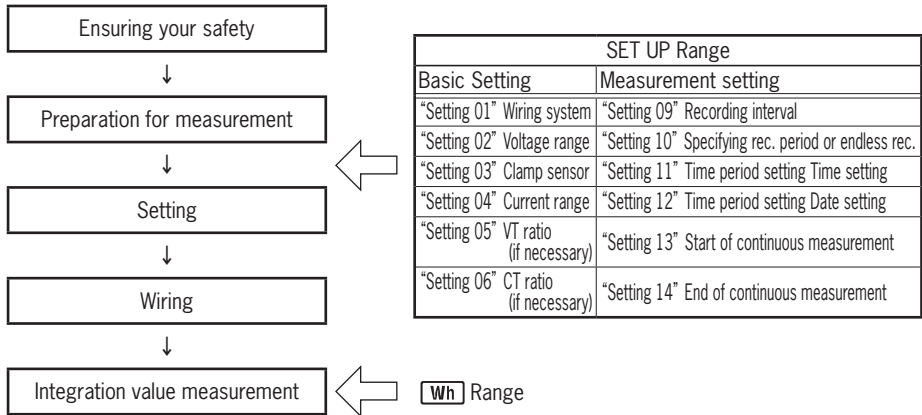 Ensuring your safety
↓
Preparation for measurement
↓
Setting
↓
Wiring
↓
Integration value measurement
SET UP Range
Basic Setting Measurement setting
“Setting 01” Wiring system “Setting 09” Recording interval
“Setting 02” Voltage range “Setting 10” Specifying rec. period or endless rec.
“Setting 03” Clamp sensor “Setting 11” Time period setting Time setting
“Setting 04” Current range “Setting 12” Time period setting Date setting
“Setting 05” VT ratio
(if necessary) “Setting 13” Start of continuous measurement
“Setting 06” CT ratio
(if necessary) “Setting 14” End of continuous measurement
Wh Range